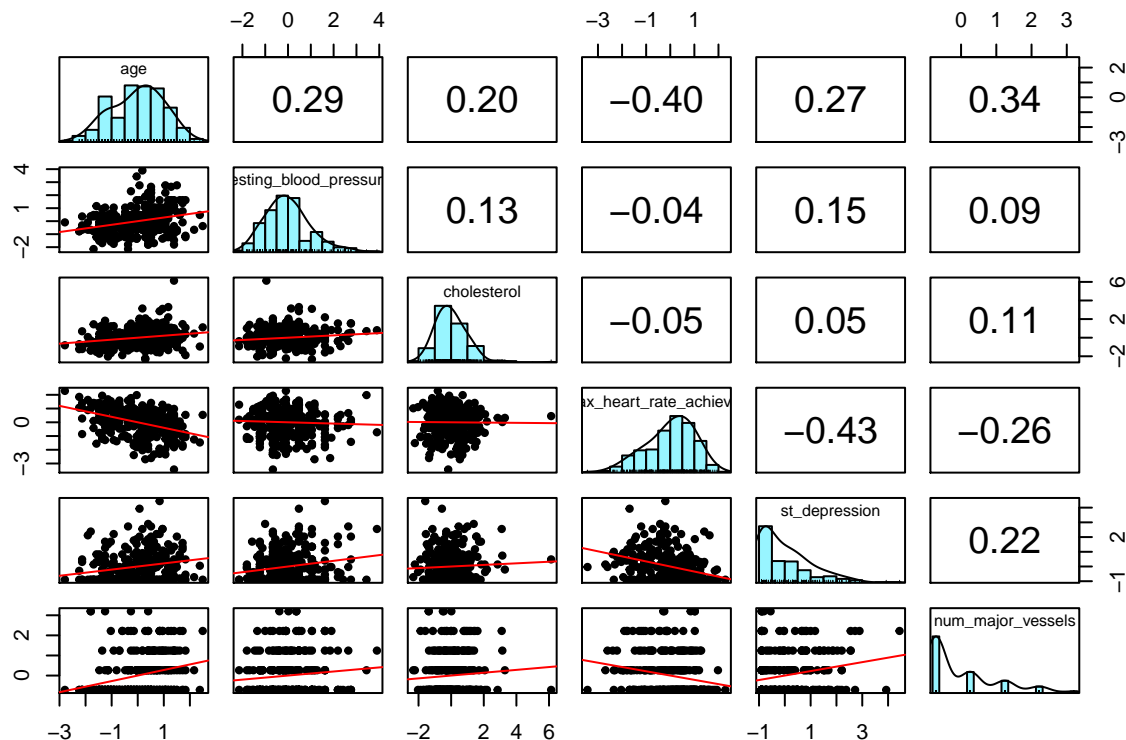 −2 0 2 4 −3 −1 1 0 1 2 3
age 0.29 0.20 −0.40 0.27 0.34 −3 0 2
−2 1 4 esting_blood_pressur 0.13 −0.04 0.15 0.09
cholesterol −0.05 0.05 0.11 −2 2 6
−3 0 ax_heart_rate_achiev −0.43 −0.26
st_depression 0.22 −1 2
0 2 num_major_vessels
−3 −1 1 −2 2 4 6 −1 1 3